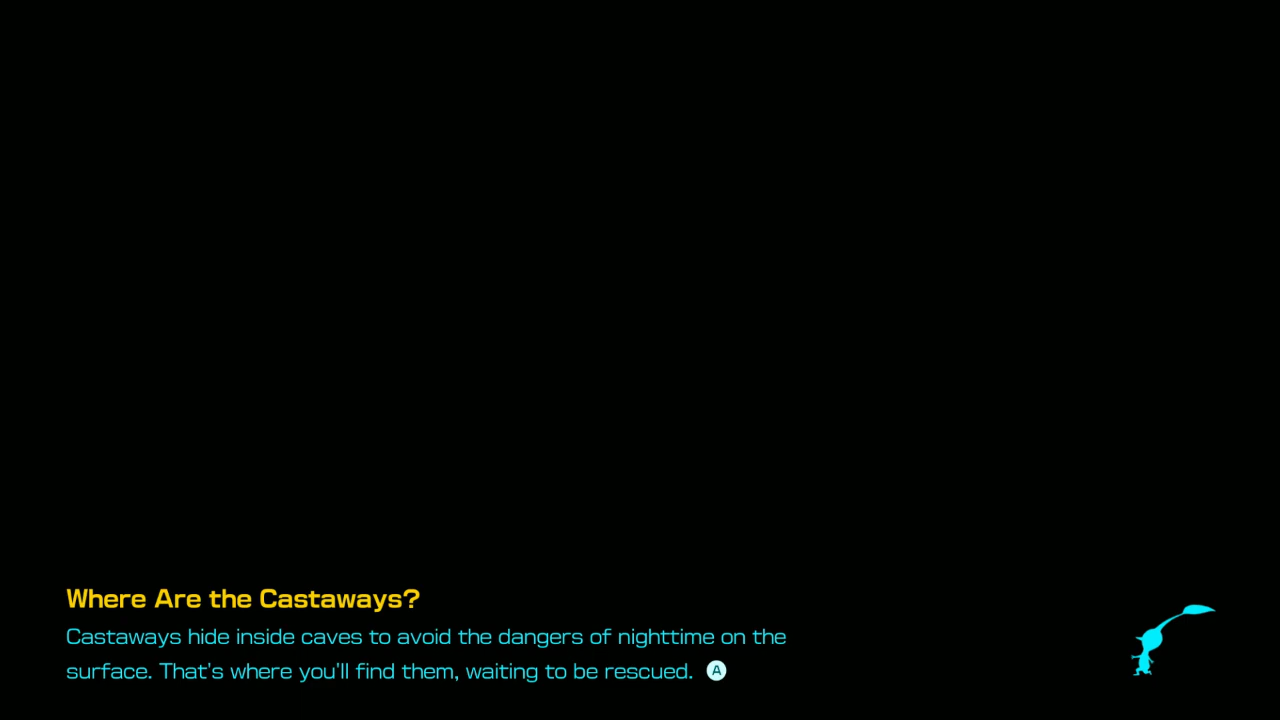 Where Are the Castaways?
Castaways hide inside caves to avoid the dangers of nighttime on the
surface. That's where you'll find them, waiting to be rescued. A